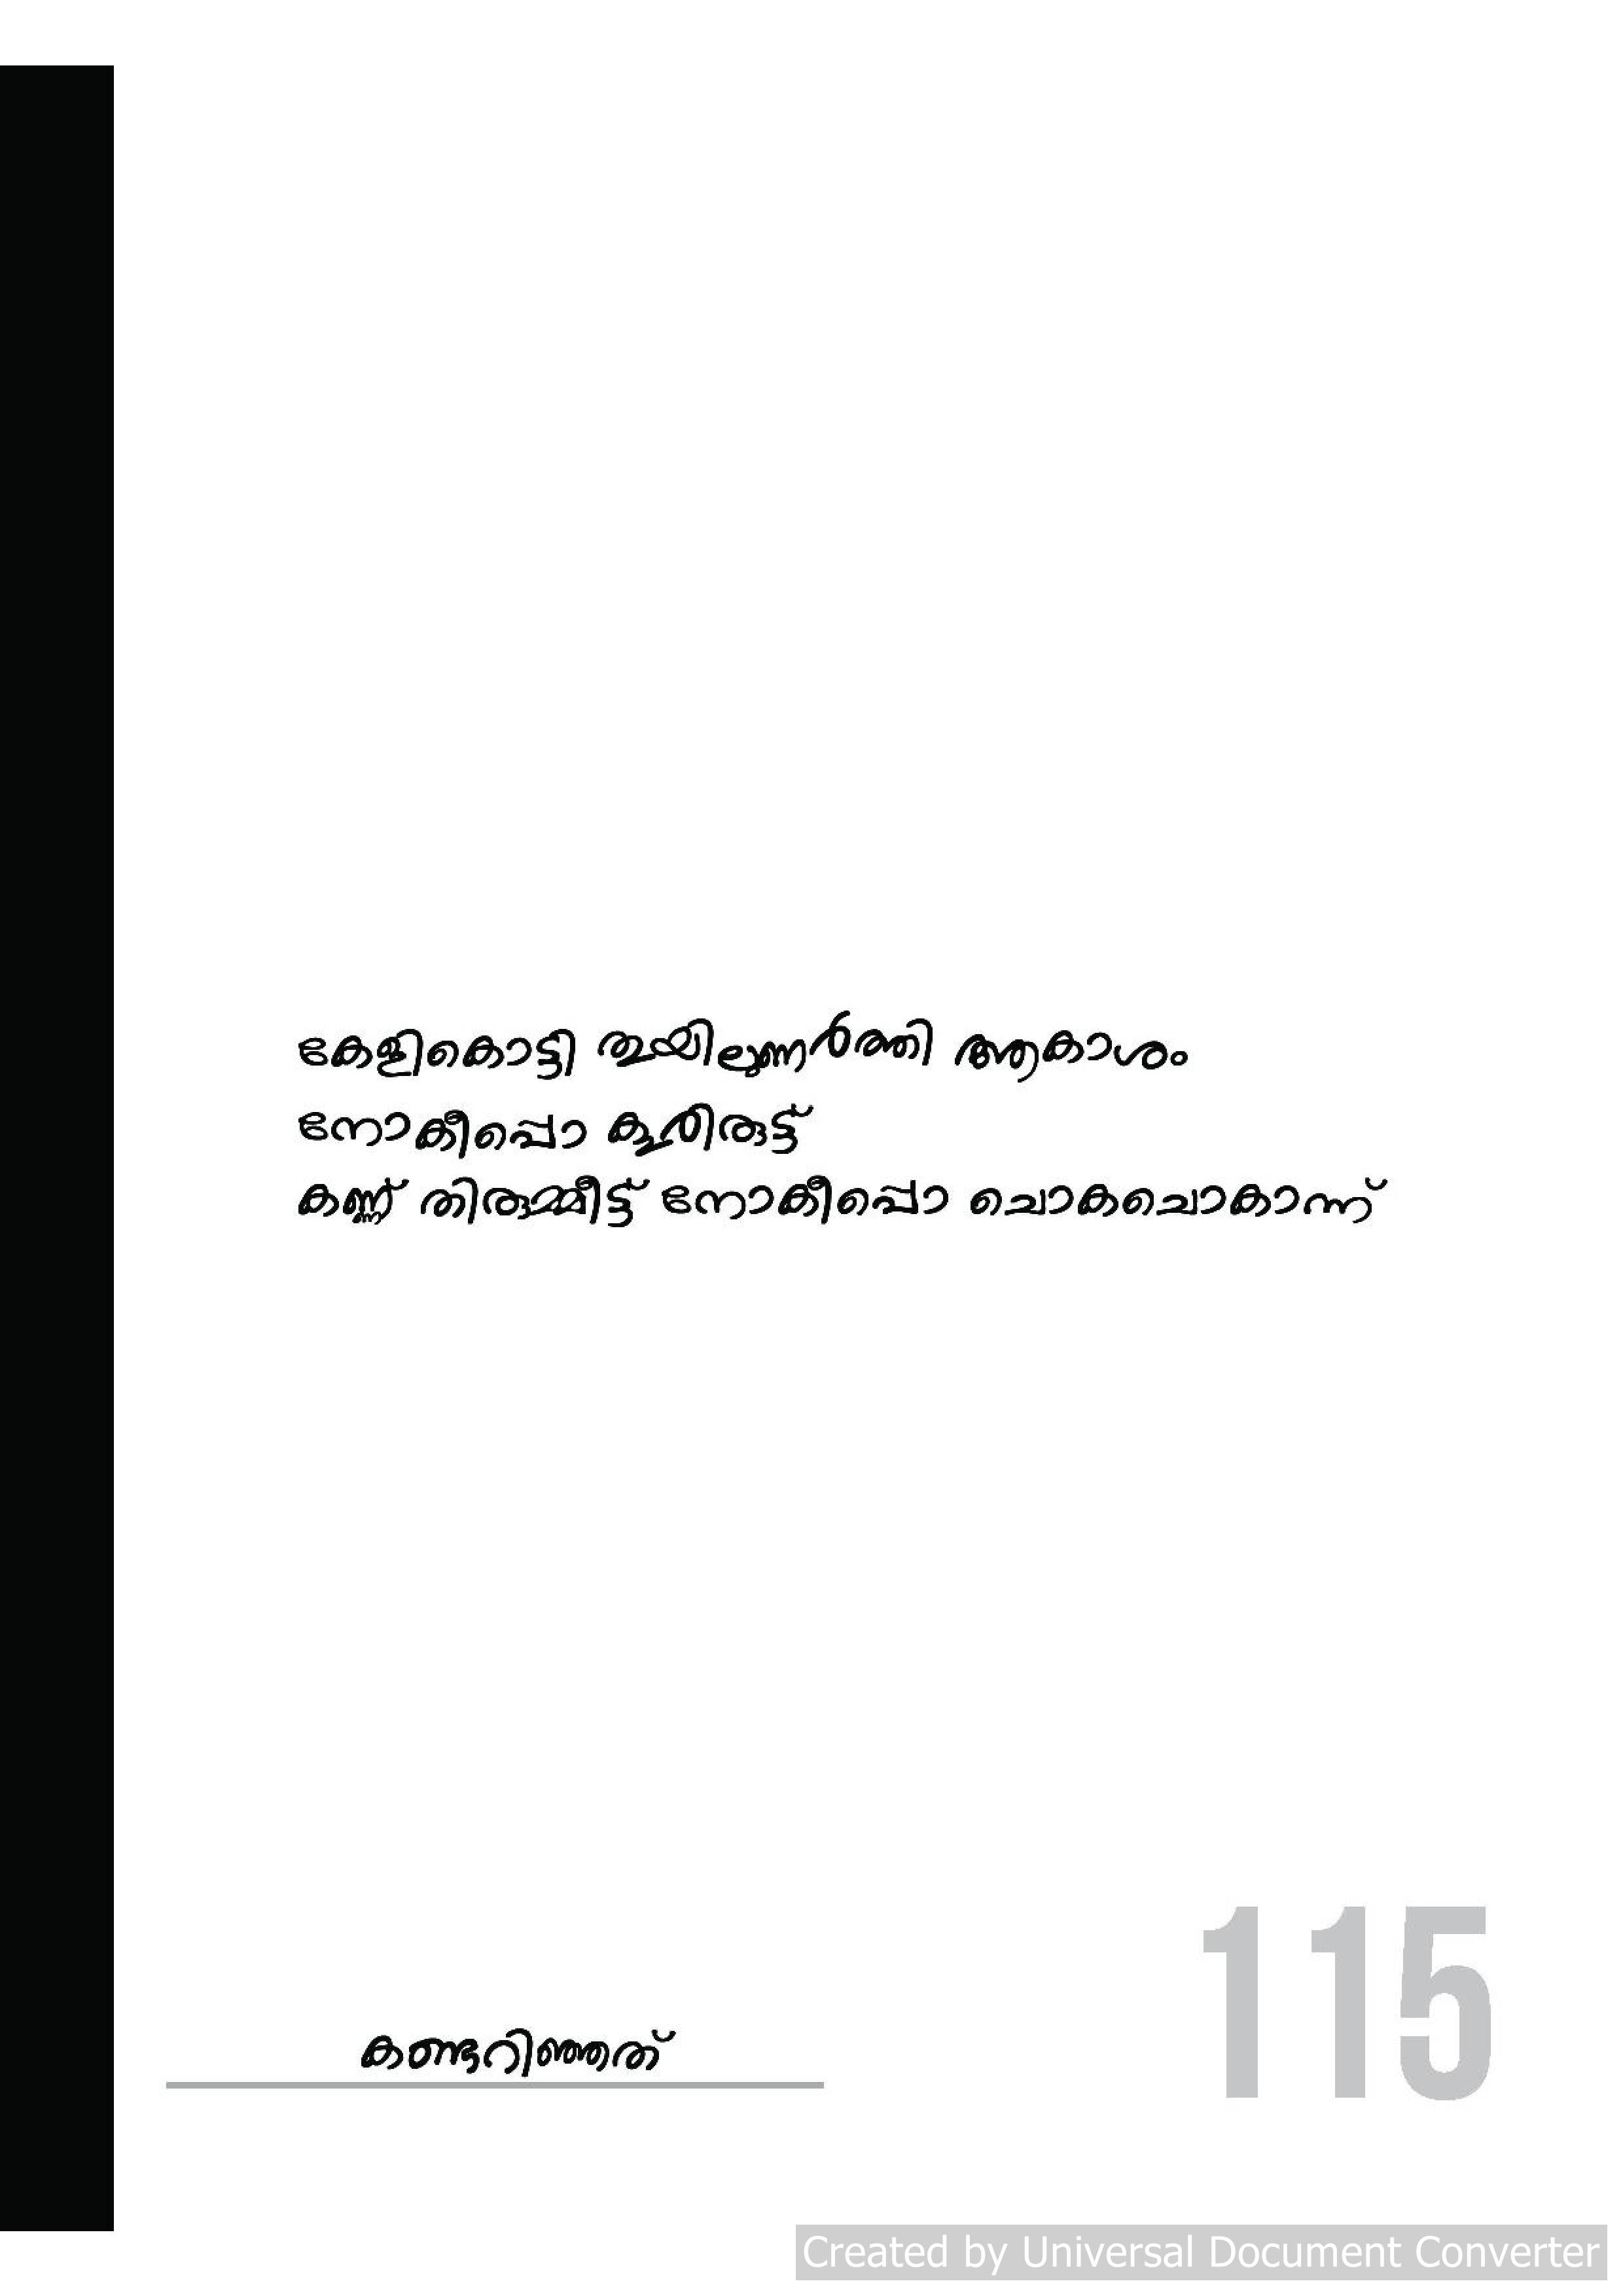 കേളികൊട്ടി തുയിലുണർത്തി ആകാശം
നോകീപ്പൊ കൂരിരുട്ട്
കണ്ണ് തിരുമ്മീട്ട് നോകീപ്പൊ ചൊകചൊകാന്ന്
115
കണ്ടറിഞ്ഞത്
Created by Universal Document Converter